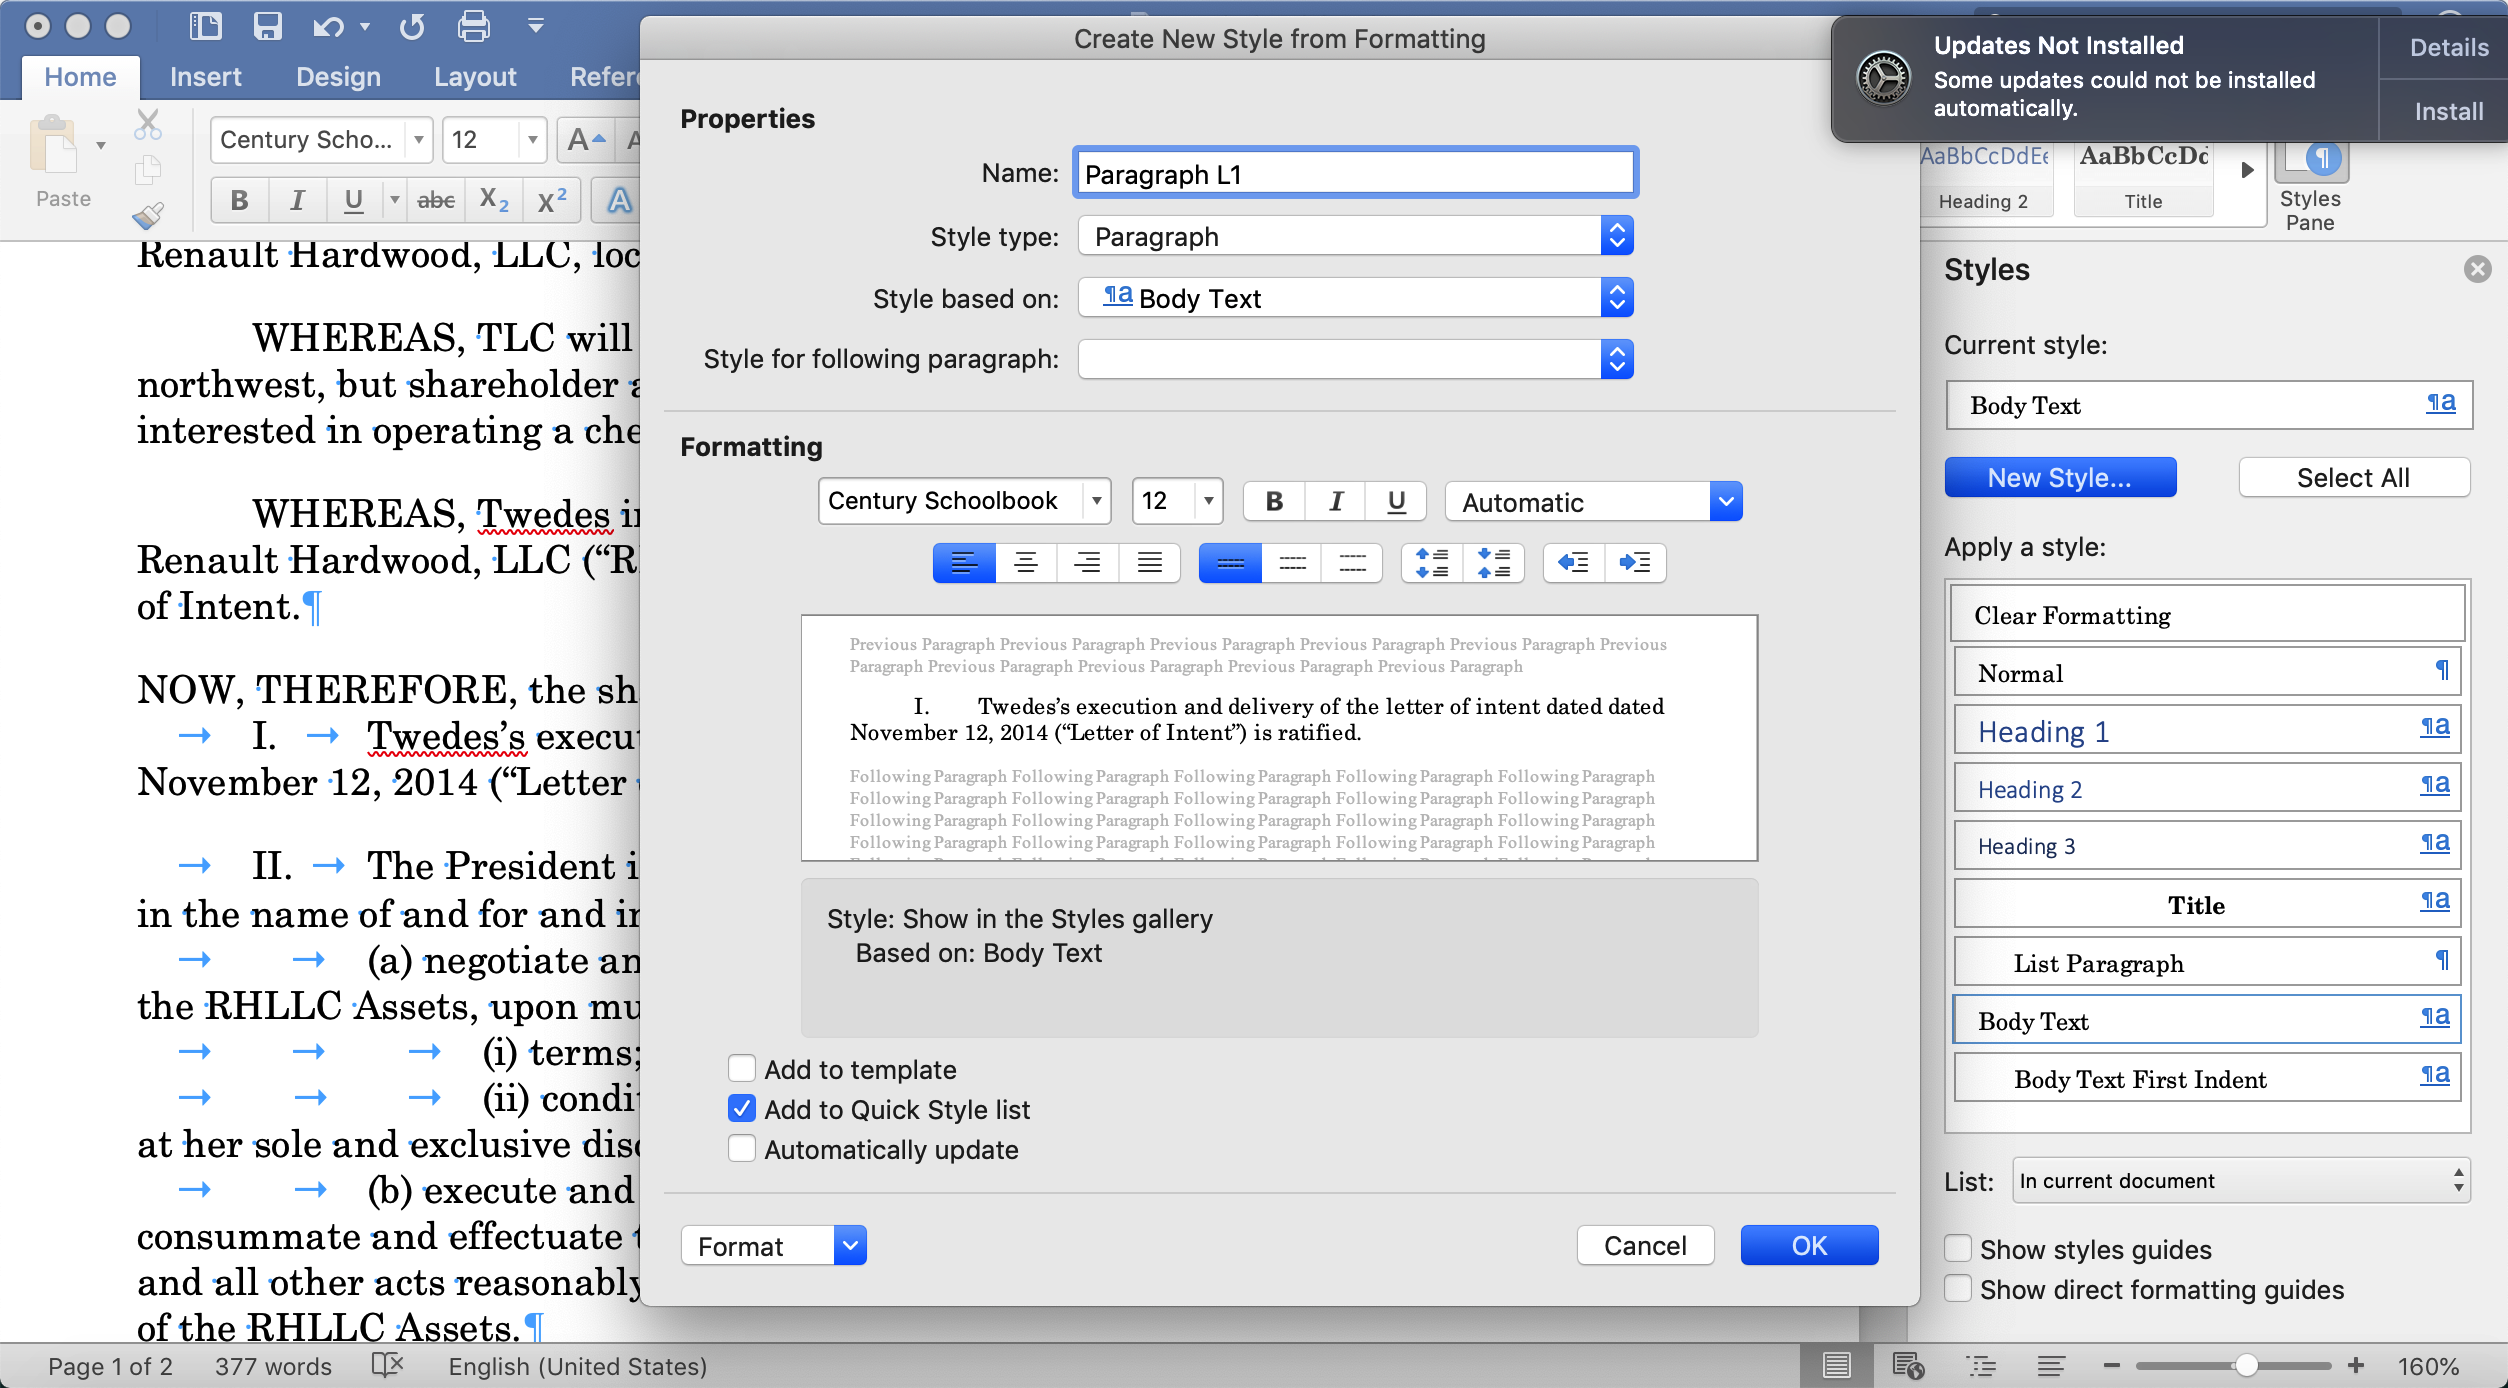 Create New Style from Formatting
Updates Not Installed
Some updates could not be installed
automatically.
Details
Install
Home Insert Design Layout
Paste
Century Scho... 12
B I U abc X2 X2 A
AaBbCcDdEe
Heading 2
AaBbCcDc
Title
Styles
Pane
Properties
Name: Paragraph L1
Style type: Paragraph
Style based on: ¶a Body Text
Style for following paragraph:
Formatting
Century Schoolbook 12 B I U Automatic
Previous Paragraph Previous Paragraph Previous Paragraph Previous Paragraph Previous Paragraph Previous
Paragraph Previous Paragraph Previous Paragraph Previous Paragraph Previous Paragraph
I. Twedes’s execution and delivery of the letter of intent dated dated
November 12, 2014 (“Letter of Intent”) is ratified.
Following Paragraph Following Paragraph Following Paragraph Following Paragraph Following Paragraph
Following Paragraph Following Paragraph Following Paragraph Following Paragraph Following Paragraph
Following Paragraph Following Paragraph Following Paragraph Following Paragraph Following Paragraph
Following Paragraph Following Paragraph Following Paragraph Following Paragraph Following Paragraph
Style: Show in the Styles gallery
Based on: Body Text
Add to template
Add to Quick Style list
Automatically update
Format
Cancel
OK
Renault Hardwood, LLC, loc
WHEREAS, TLC will
northwest, but shareholder a
interested in operating a che
WHEREAS, Twedes in
Renault Hardwood, LLC (“R
of Intent.¶
NOW, THEREFORE, the sh
→ I. → Twedes’s execut
November 12, 2014 (“Letter
→ II. → The President i
in the name of and for and in
→ → (a) negotiate an
the RHLLC Assets, upon mu
→ → → (i) terms;
→ → → (ii) condit
at her sole and exclusive disc
→ → (b) execute and
consummate and effectuate t
and all other acts reasonably
of the RHLLC Assets.¶
Styles
Current style:
Body Text ¶a
New Style...
Select All
Apply a style:
Clear Formatting
Normal ¶
Heading 1 ¶a
Heading 2 ¶a
Heading 3 ¶a
Title ¶a
List Paragraph ¶
Body Text ¶a
Body Text First Indent ¶a
List: In current document
Show styles guides
Show direct formatting guides
Page 1 of 2 377 words English (United States) 160%